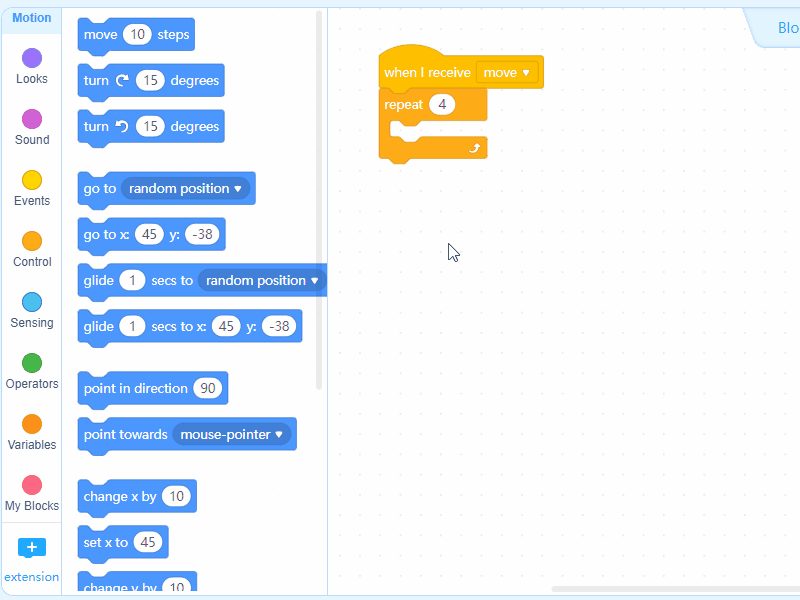 Motion
Looks
Sound
Events
Control
Sensing
Operators
Variables
My Blocks
extension
move 10 steps
turn 15 degrees
turn 15 degrees
go to random position
go to x: 45 y: -38
glide 1 secs to random position
glide 1 secs to x: 45 y: -38
point in direction 90
point towards mouse-pointer
change x by 10
set x to 45
change y by 10
when I receive move
repeat 4
Blo